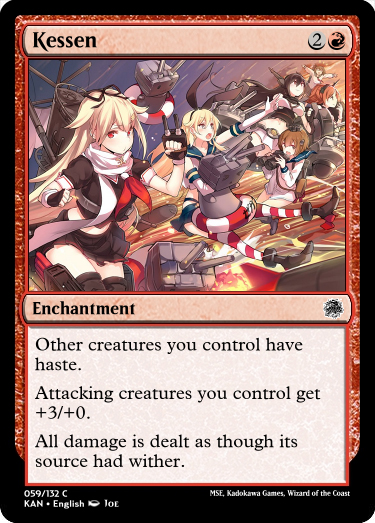 Kessen
2
Enchantment
Other creatures you control have
haste.
Attacking creatures you control get
+3/+0.
All damage is dealt as though its
source had wither.
059/132 C
KAN • English Joe
MSE, Kadokawa Games, Wizard of the Coast